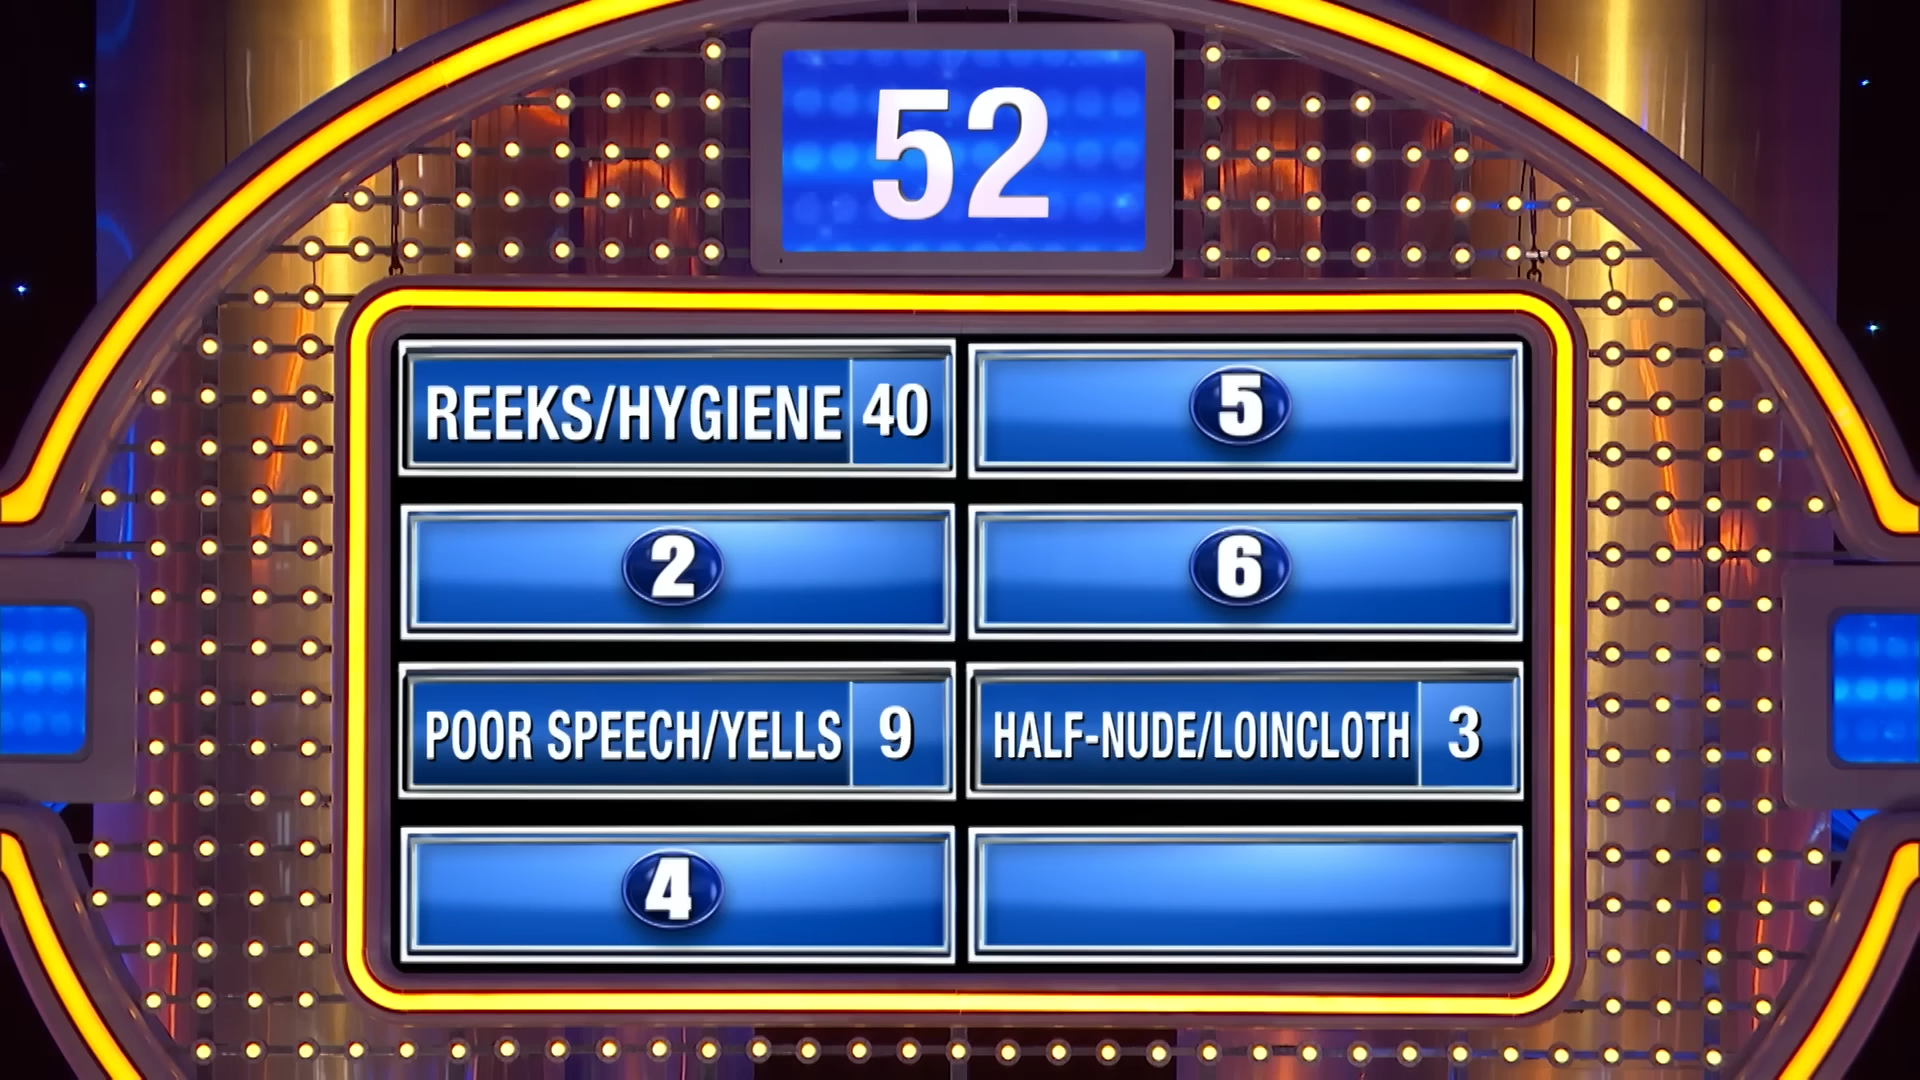 52
REEKS/HYGIENE 40
5
2
6
POOR SPEECH/YELLS 9
HALF-NUDE/LOINCLOTH 3
4